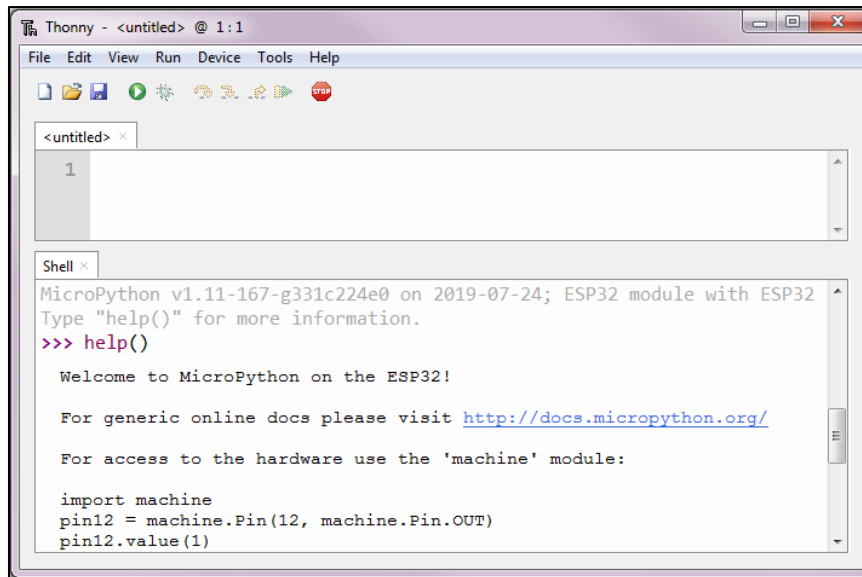 Thonny - <untitled> @ 1:1
File Edit View Run Device Tools Help
STOP
<untitled> ×
1
Shell ×
MicroPython v1.11-167-g331c224e0 on 2019-07-24; ESP32 module with ESP32
Type "help()" for more information.
>>> help()
Welcome to MicroPython on the ESP32!
For generic online docs please visit http://docs.micropython.org/
For access to the hardware use the 'machine' module:
import machine
pin12 = machine.Pin(12, machine.Pin.OUT)
pin12.value(1)